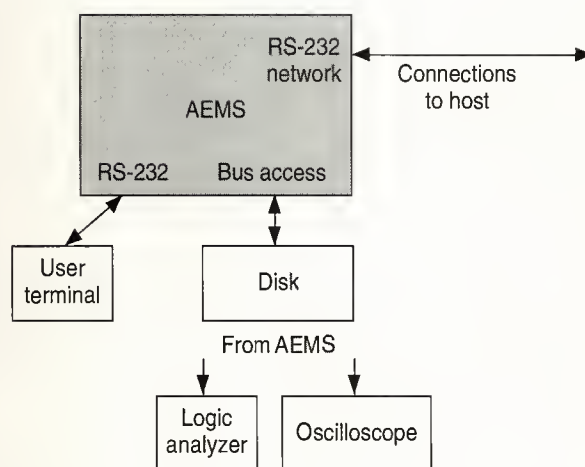 RS-232
network
Connections
to host
AEMS
RS-232
Bus access
User
terminal
Disk
From AEMS
Logic
analyzer
Oscilloscope